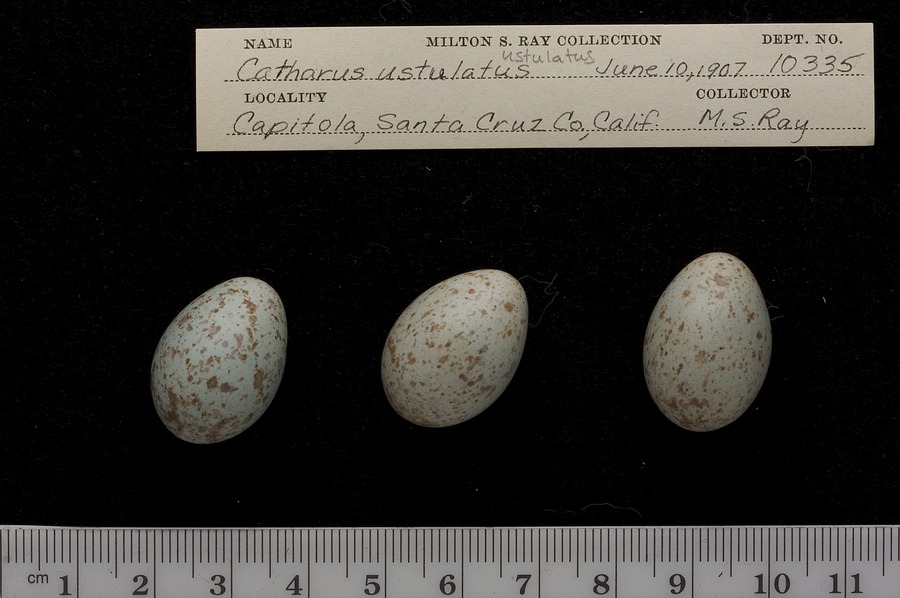 NAME MILTON S. RAY COLLECTION DEPT. NO.
ustulatus
Catharus ustulatus June 10, 1907 10335
LOCALITY COLLECTOR
Capitola, Santa Cruz Co., Calif. M.S. Ray
cm 1 2 3 4 5 6 7 8 9 10 11